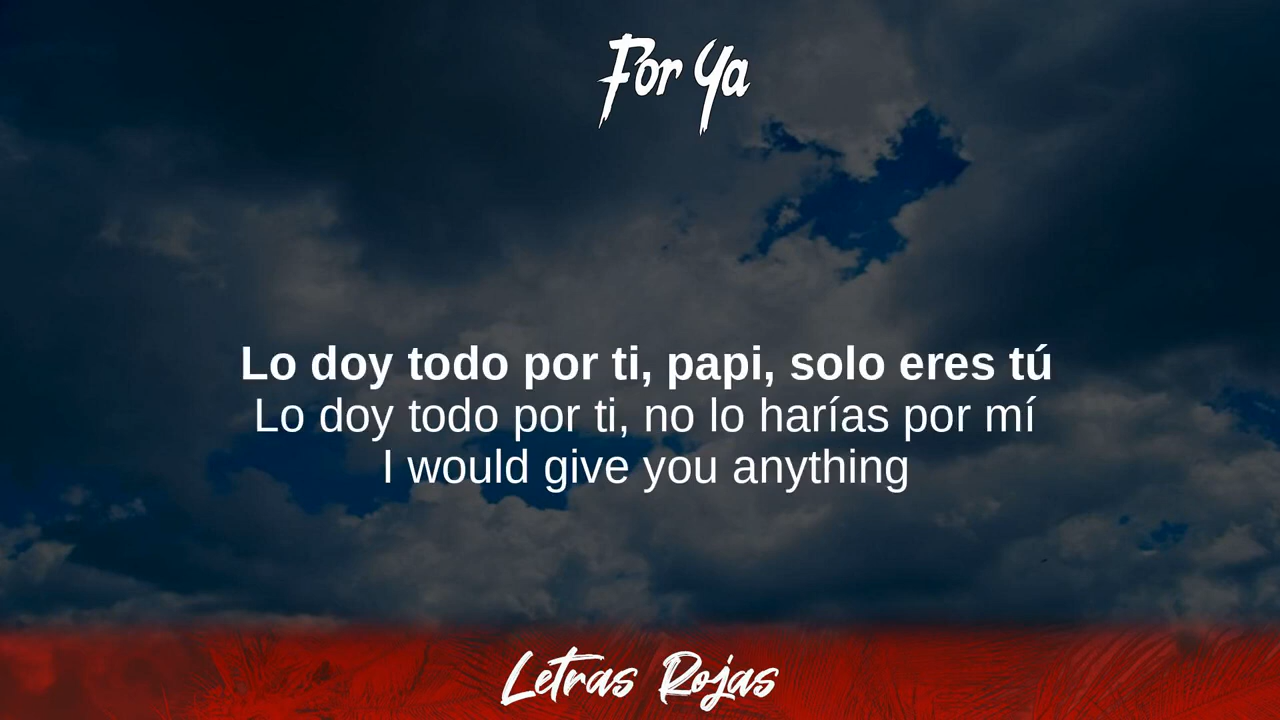 For Ya
Lo doy todo por ti, papi, solo eres tú
Lo doy todo por ti, no lo harías por mí
I would give you anything
Letras Rojas